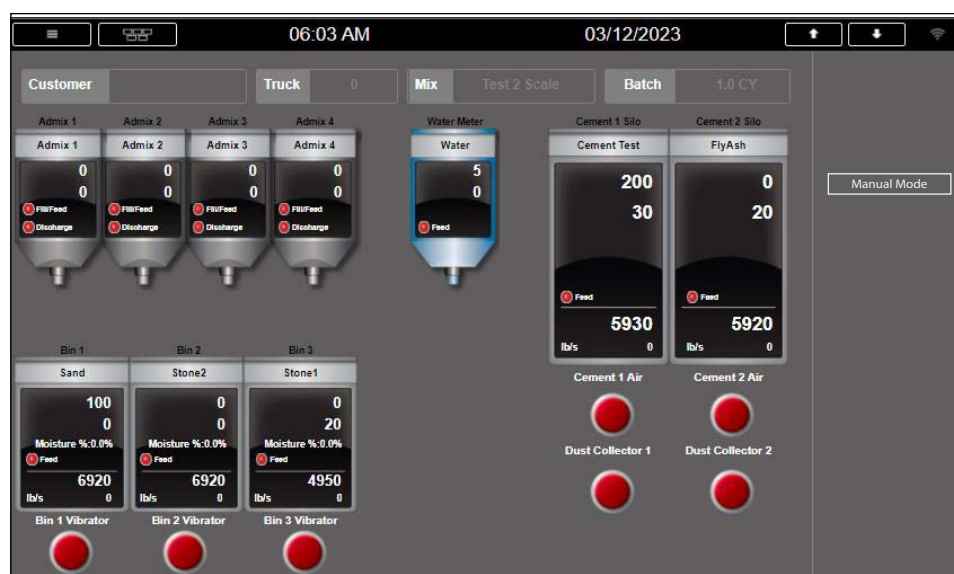 06:03 AM 03/12/2023
Customer Truck 0 Mix Test 2 Scale Batch 1.0 CY
Admix 1 Admix 2 Admix 3 Admix 4 Water Meter Cement 1 Silo Cement 2 Silo
Admix 1 Admix 2 Admix 3 Admix 4 Water Cement Test FlyAsh
0 0 0 0 5 200 0
0 0 0 0 0 30 20
Fill/Feed Fill/Feed Fill/Feed Fill/Feed
Discharge Discharge Discharge Discharge Feed
Manual Mode
Feed Feed
5930 5920
lb/s 0 lb/s 0
Bin 1 Bin 2 Bin 3
Sand Stone2 Stone1
Cement 1 Air Cement 2 Air
100 0 0
0 0 20
Moisture %:0.0% Moisture %:0.0% Moisture %:0.0%
Feed Feed Feed
Dust Collector 1 Dust Collector 2
6920 6920 4950
lb/s 0 lb/s 0 lb/s 0
Bin 1 Vibrator Bin 2 Vibrator Bin 3 Vibrator